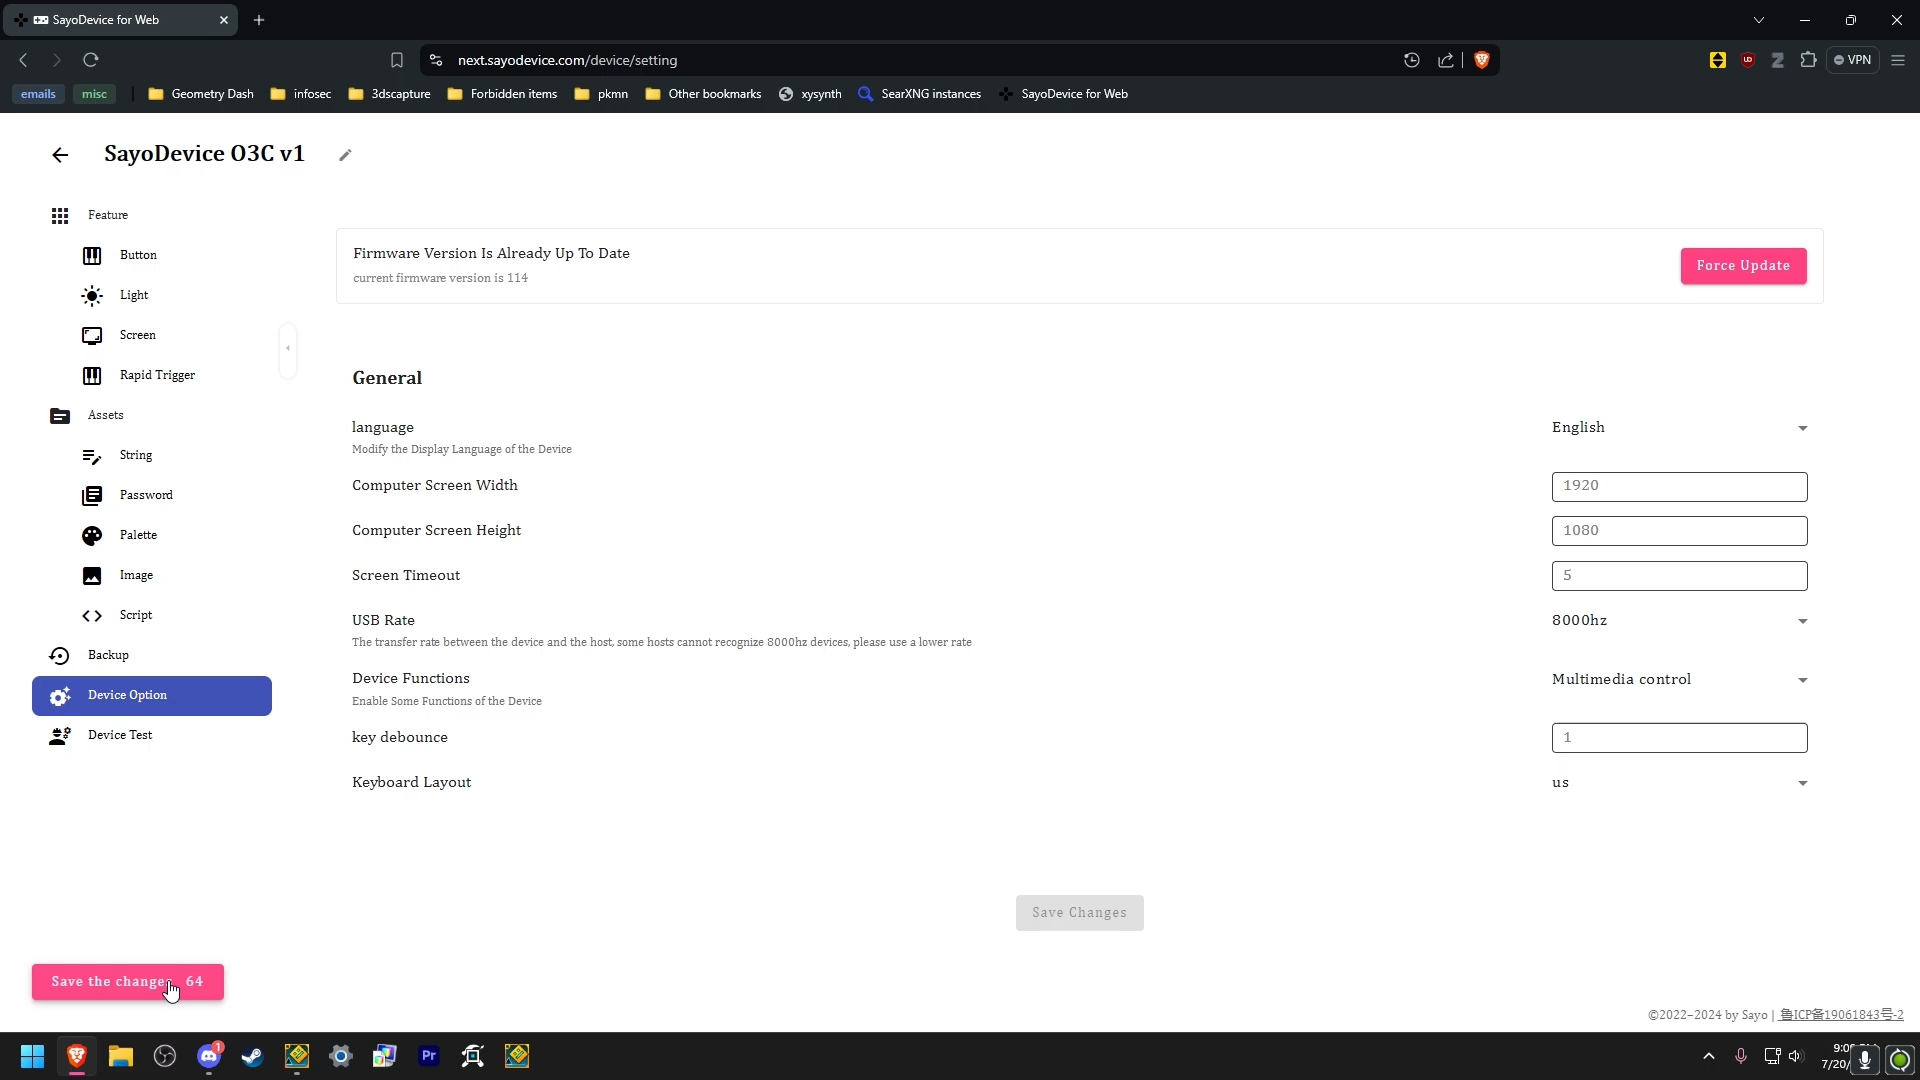 SayoDevice for Web
next.sayodevice.com/device/setting
VPN
emails
misc
Geometry Dash
infosec
3dscapture
Forbidden items
pkmn
Other bookmarks
xysynth
SearXNG instances
SayoDevice for Web
SayoDevice O3C v1
Feature
Button
Light
Screen
Rapid Trigger
Assets
String
Password
Palette
Image
Script
Backup
Device Option
Device Test
Firmware Version Is Already Up To Date
current firmware version is 114
Force Update
General
language
Modify the Display Language of the Device
English
Computer Screen Width
1920
Computer Screen Height
1080
Screen Timeout
5
USB Rate
The transfer rate between the device and the host, some hosts cannot recognize 8000hz devices, please use a lower rate
8000hz
Device Functions
Enable Some Functions of the Device
Multimedia control
key debounce
1
Keyboard Layout
us
Save Changes
Save the changes 64
©2022-2024 by Sayo | 鲁ICP备19061843号-2
1
Pr
7/20/